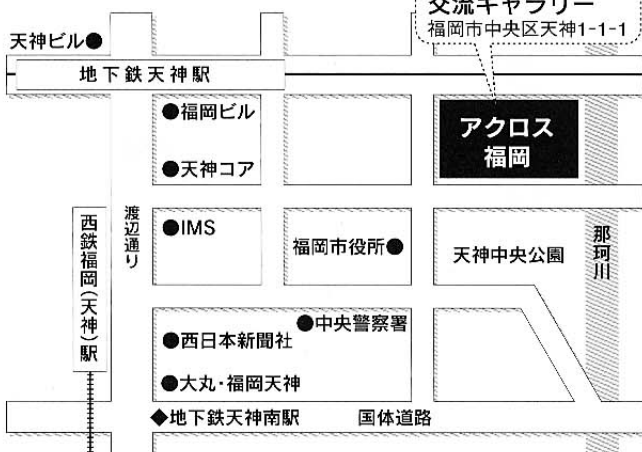 交流ギャラリー
福岡市中央区天神1-1-1
天神ビル●
地下鉄天神駅
●福岡ビル
アクロス
福岡
●天神コア
渡辺通り
●IMS
西鉄福岡(天神)駅
福岡市役所●
天神中央公園
那珂川
●中央警察署
●西日本新聞社
●大丸・福岡天神
◆地下鉄天神南駅
国体道路